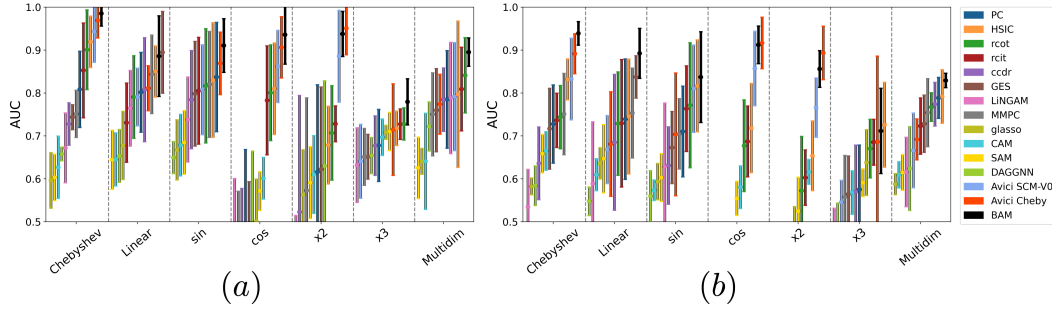 1.0
0.9
0.8
0.7
0.6
0.5
AUC
Chebyshev
Linear
sin
cos
x2
x3
Multidim
(a)
1.0
0.9
0.8
0.7
0.6
0.5
AUC
Chebyshev
Linear
sin
cos
x2
x3
Multidim
(b)
PC
HSIC
rcot
rcit
ccdr
GES
LiNGAM
MMPC
glasso
CAM
SAM
DAGGNN
Avici SCM-V0
Avici Cheby
BAM